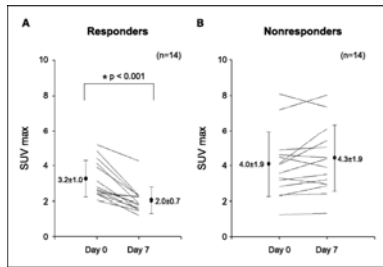 A Responders
(n=14)
* p < 0.001
SUV max
10
8
6
4
2
0
3.2±1.0
2.0±0.7
Day 0 Day 7
B Nonresponders
(n=14)
SUV max
10
8
6
4
2
0
4.0±1.9
4.3±1.9
Day 0 Day 7